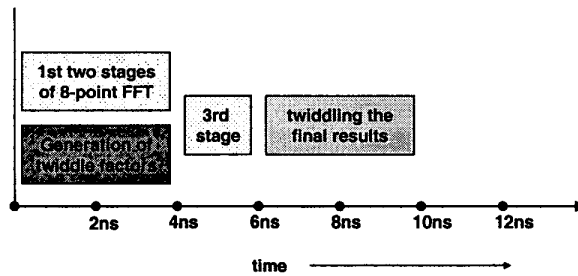 1st two stages
of 8-point FFT
Generation of
twiddle factors
3rd
stage
twiddling the
final results
2ns
4ns
6ns
8ns
10ns
12ns
time